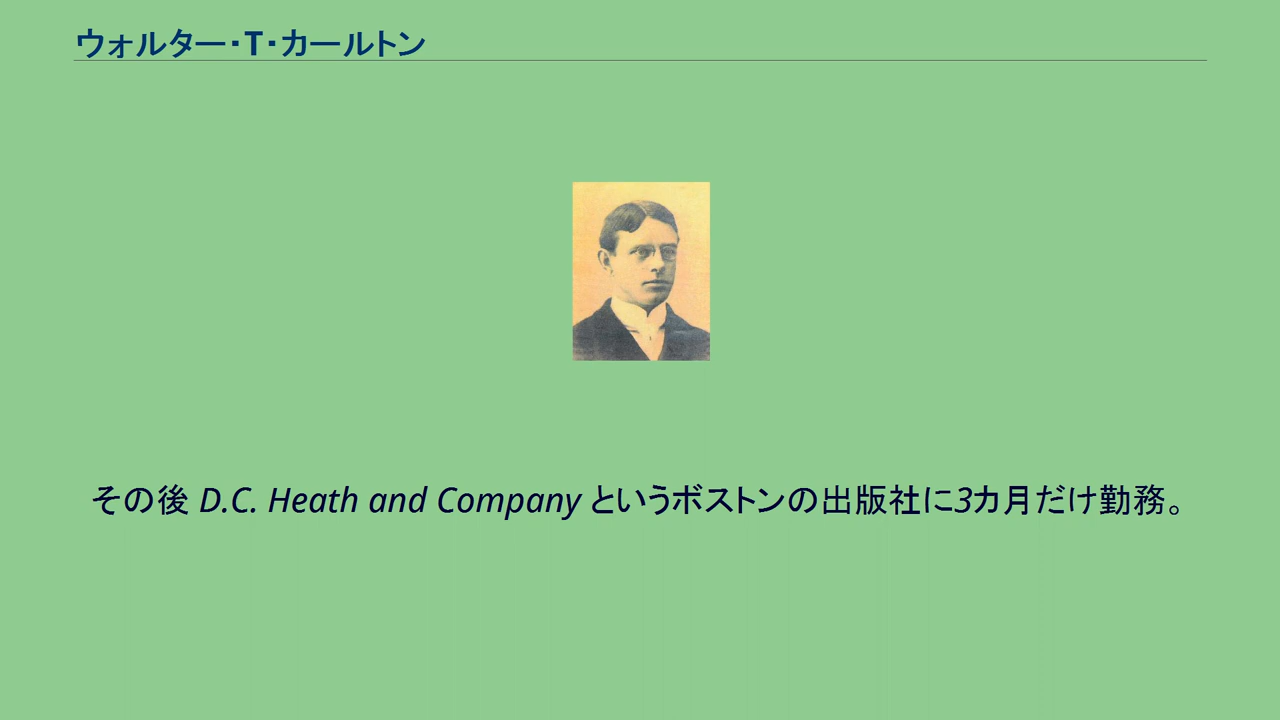 ウォルター・T・カールトン
その後 D.C. Heath and Company というボストンの出版社に3カ月だけ勤務。